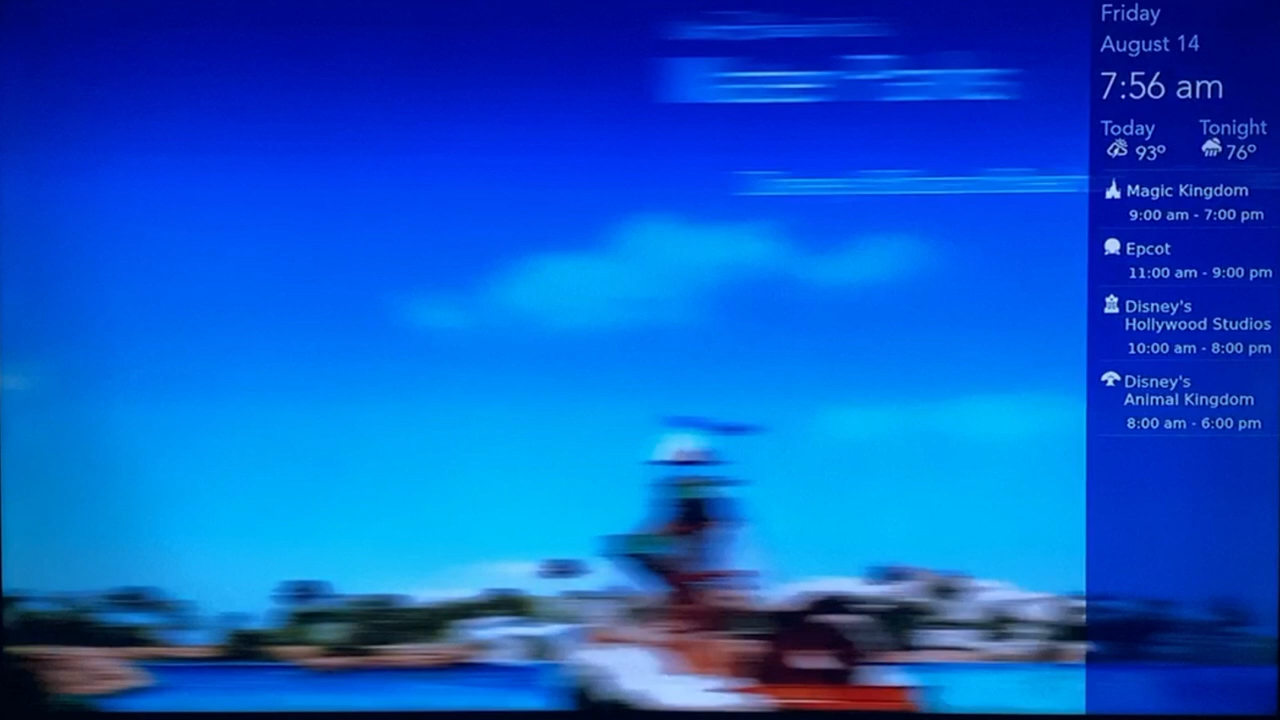 Friday
August 14
7:56 am
Today Tonight
93° 76°
Magic Kingdom
9:00 am - 7:00 pm
Epcot
11:00 am - 9:00 pm
Disney's
Hollywood Studios
10:00 am - 8:00 pm
Disney's
Animal Kingdom
8:00 am - 6:00 pm